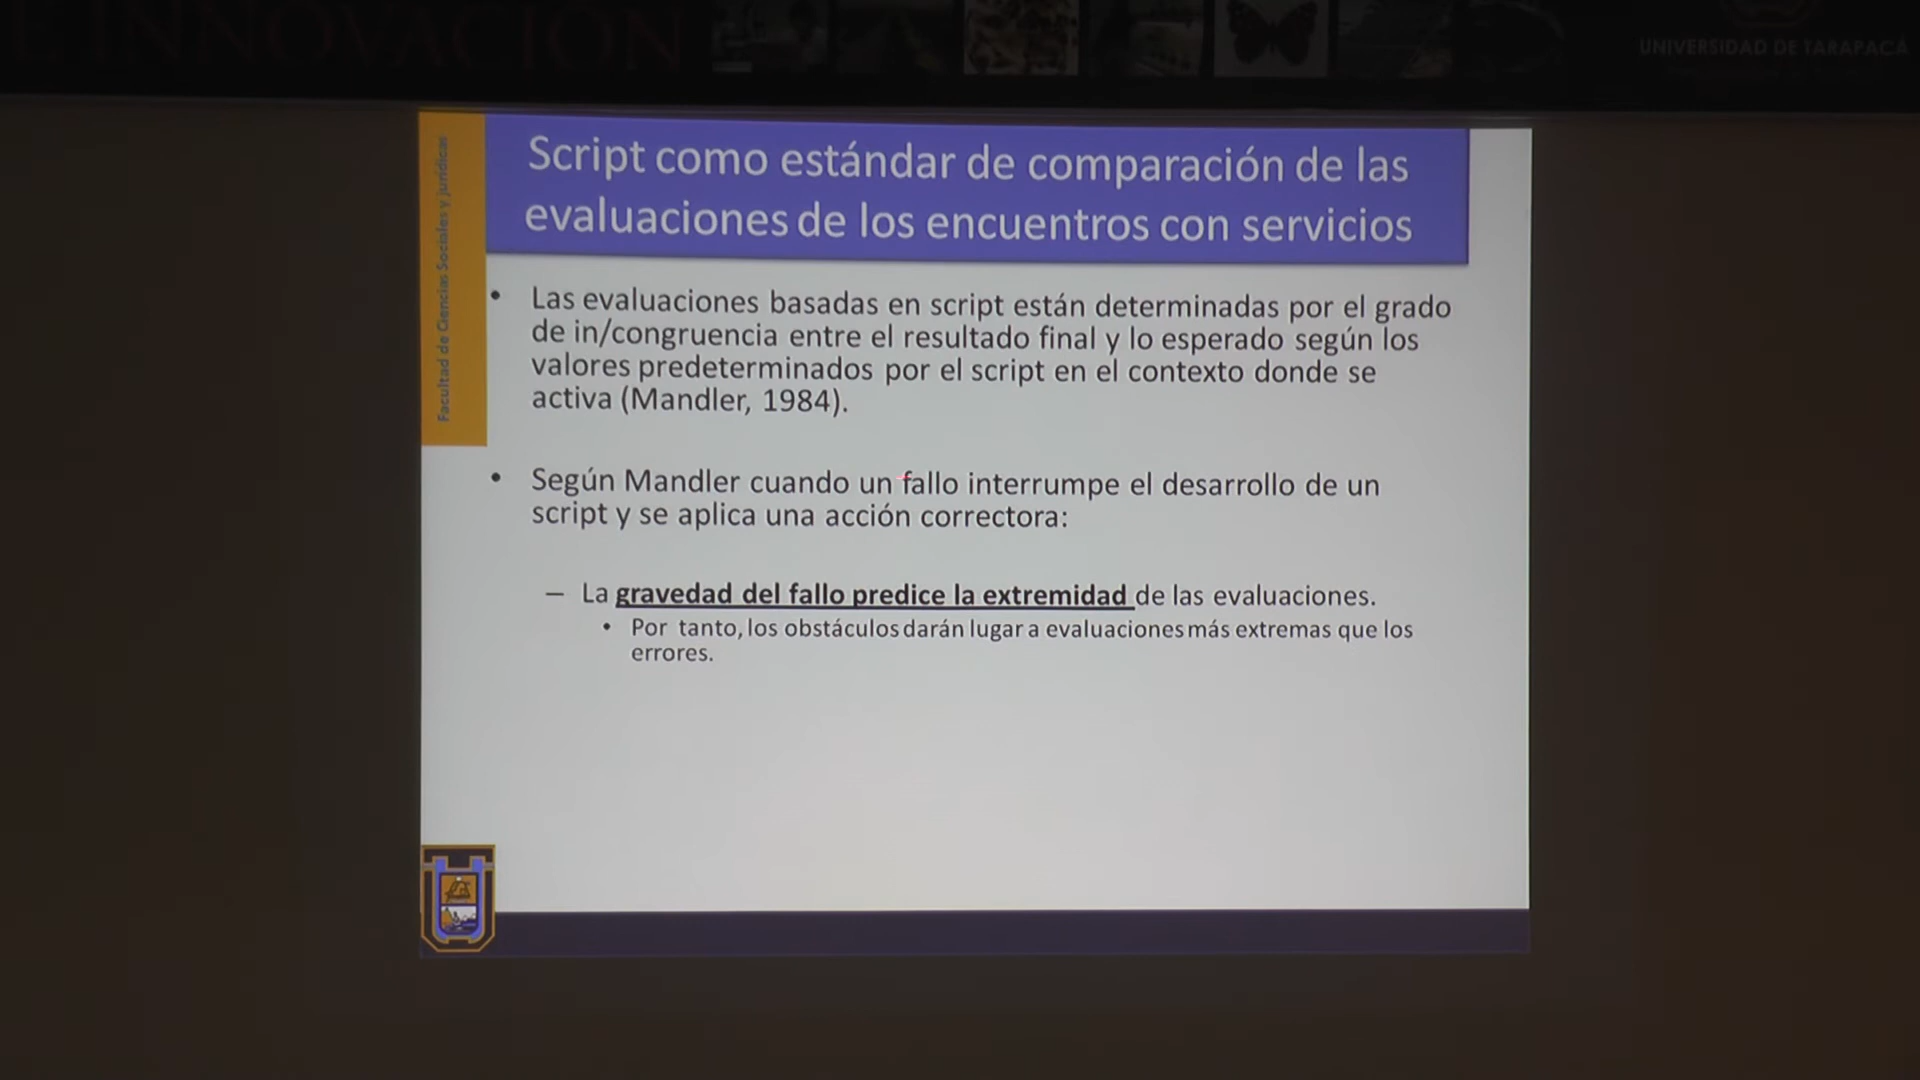 E INNOVACIÓN
UNIVERSIDAD DE TARAPACÁ
Facultad de Ciencias Sociales y Jurídicas
Script como estándar de comparación de las
evaluaciones de los encuentros con servicios
• Las evaluaciones basadas en script están determinadas por el grado
de in/congruencia entre el resultado final y lo esperado según los
valores predeterminados por el script en el contexto donde se
activa (Mandler, 1984).
• Según Mandler cuando un fallo interrumpe el desarrollo de un
script y se aplica una acción correctora:
– La gravedad del fallo predice la extremidad de las evaluaciones.
• Por tanto, los obstáculos darán lugar a evaluaciones más extremas que los
errores.